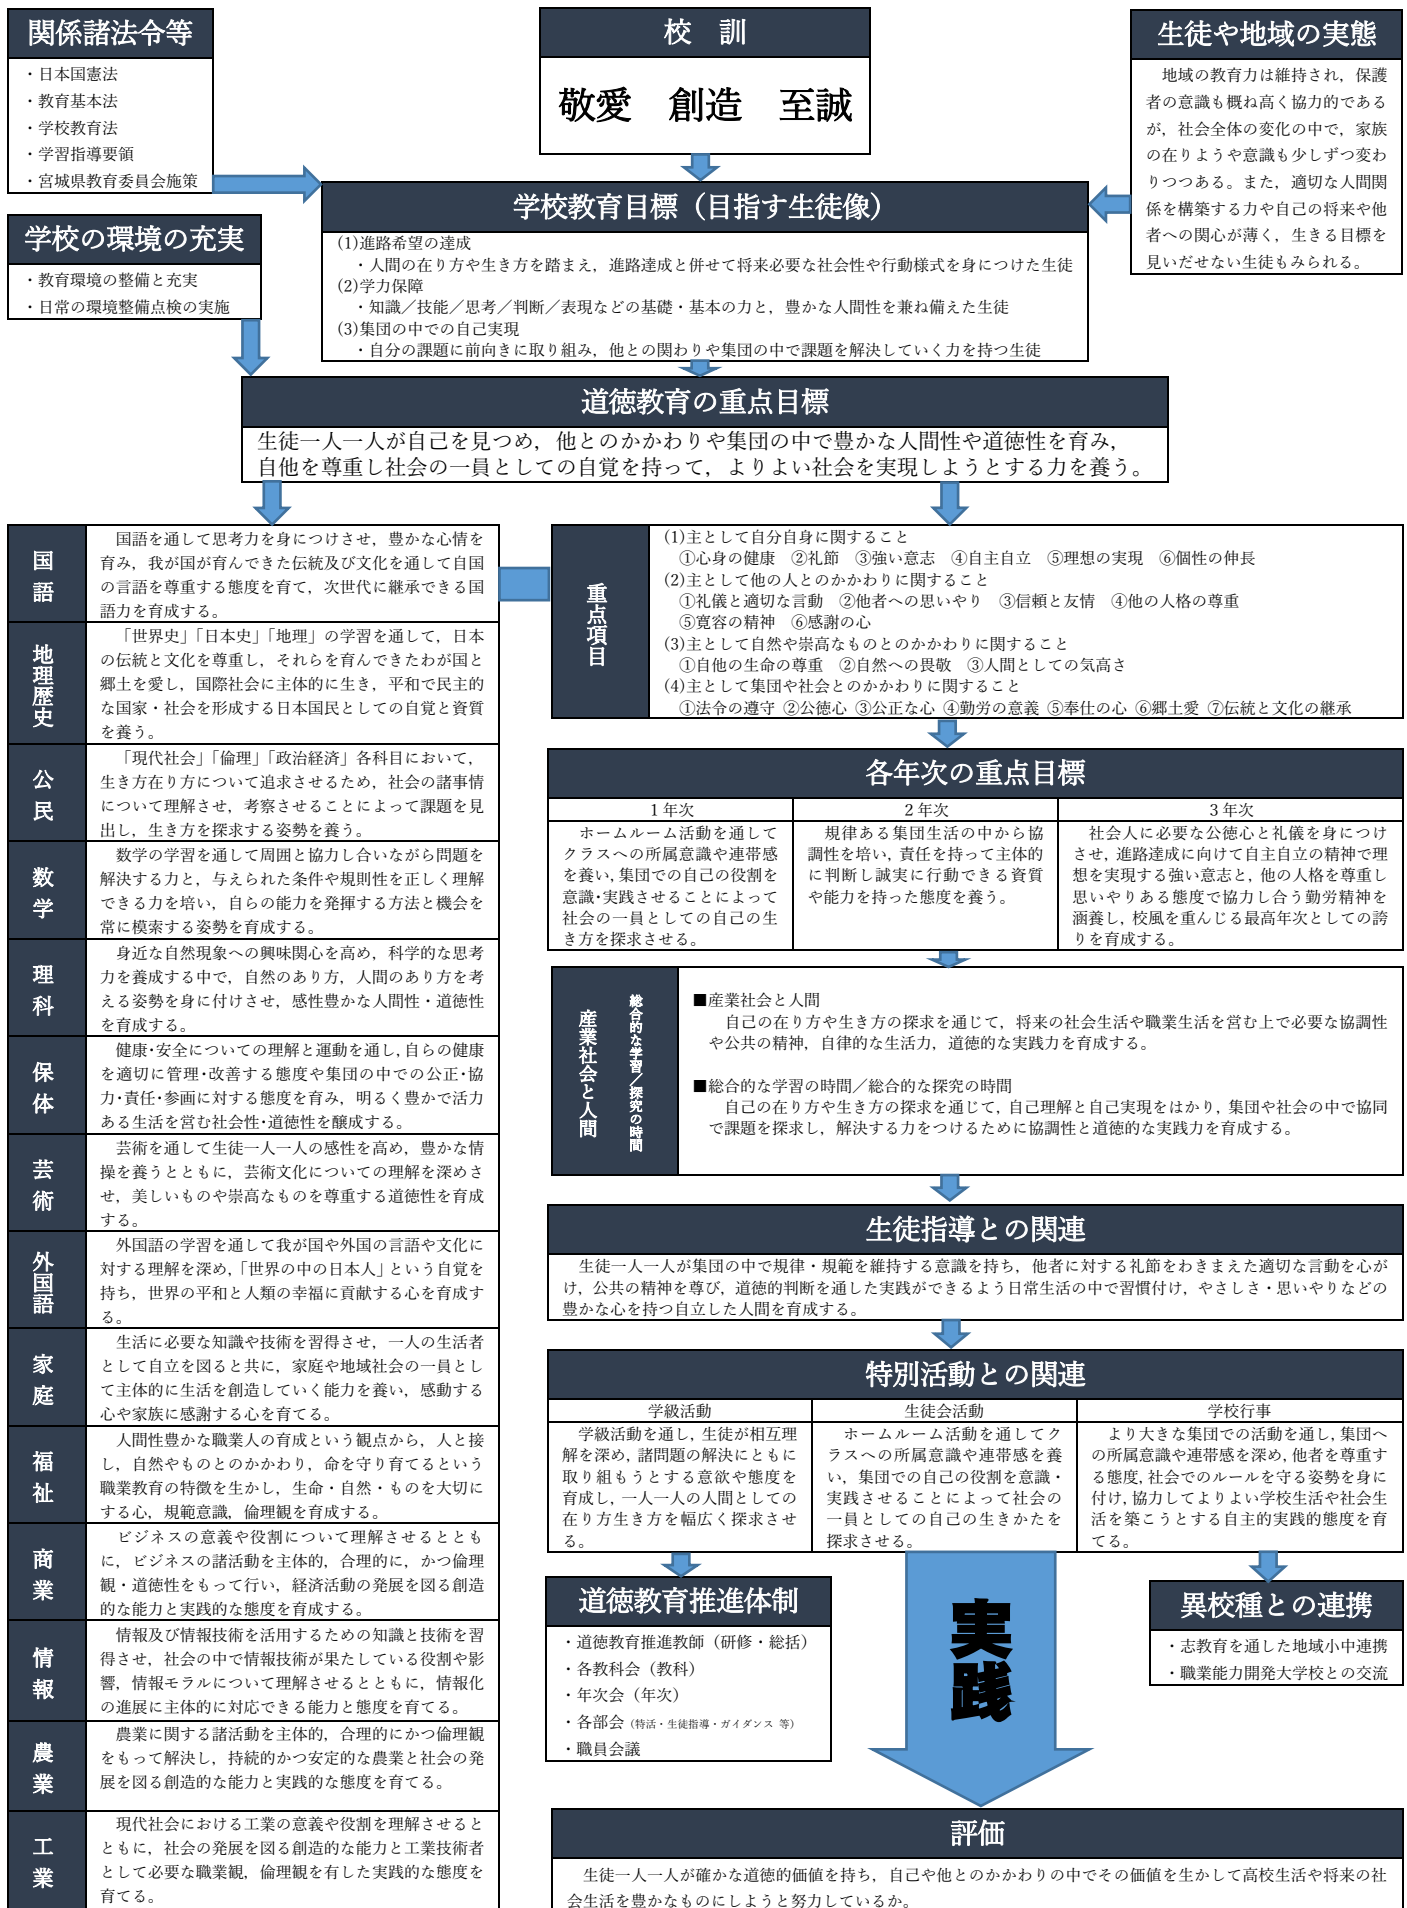 関係諸法令等
・日本国憲法
・教育基本法
・学校教育法
・学習指導要領
・宮城県教育委員会施策
校　訓
敬愛　創造　至誠
生徒や地域の実態
　地域の教育力は維持され，保護
者の意識も概ね高く協力的である
が，社会全体の変化の中で，家族
の在りようや意識も少しずつ変わ
りつつある。また，適切な人間関
係を構築する力や自己の将来や他
者への関心が薄く，生きる目標を
見いだせない生徒もみられる。
学校の環境の充実
・教育環境の整備と充実
・日常の環境整備点検の実施
学校教育目標（目指す生徒像）
(1)進路希望の達成
・人間の在り方や生き方を踏まえ，進路達成と併せて将来必要な社会性や行動様式を身につけた生徒
(2)学力保障
・知識／技能／思考／判断／表現などの基礎・基本の力と，豊かな人間性を兼ね備えた生徒
(3)集団の中での自己実現
・自分の課題に前向きに取り組み，他との関わりや集団の中で課題を解決していく力を持つ生徒
道徳教育の重点目標
生徒一人一人が自己を見つめ，他とのかかわりや集団の中で豊かな人間性や道徳性を育み，
自他を尊重し社会の一員としての自覚を持って，よりよい社会を実現しようとする力を養う。
国語
　国語を通して思考力を身につけさせ，豊かな心情を
育み，我が国が育んできた伝統及び文化を通して自国
の言語を尊重する態度を育て，次世代に継承できる国
語力を育成する。
地理歴史
　「世界史」「日本史」「地理」の学習を通して，日本
の伝統と文化を尊重し，それらを育んできたわが国と
郷土を愛し，国際社会に主体的に生き，平和で民主的
な国家・社会を形成する日本国民としての自覚と資質
を養う。
公民
　「現代社会」「倫理」「政治経済」各科目において，
生き方在り方について追求させるため，社会の諸事情
について理解させ，考察させることによって課題を見
出し，生き方を探求する姿勢を養う。
数学
　数学の学習を通して周囲と協力し合いながら問題を
解決する力と，与えられた条件や規則性を正しく理解
できる力を培い，自らの能力を発揮する方法と機会を
常に模索する姿勢を育成する。
理科
　身近な自然現象への興味関心を高め，科学的な思考
力を養成する中で，自然のあり方，人間のあり方を考
える姿勢を身に付けさせ，感性豊かな人間性・道徳性
を育成する。
保体
　健康・安全についての理解と運動を通し，自らの健康
を適切に管理・改善する態度や集団の中での公正・協
力・責任・参画に対する態度を育み，明るく豊かで活力
ある生活を営む社会性・道徳性を醸成する。
芸術
　芸術を通して生徒一人一人の感性を高め，豊かな情
操を養うとともに，芸術文化についての理解を深めさ
せ，美しいものや崇高なものを尊重する道徳性を育成
する。
外国語
　外国語の学習を通して我が国や外国の言語や文化に
対する理解を深め，「世界の中の日本人」という自覚を
持ち，世界の平和と人類の幸福に貢献する心を育成す
る。
家庭
　生活に必要な知識や技術を習得させ，一人の生活者
として自立を図ると共に，家庭や地域社会の一員とし
て主体的に生活を創造していく能力を養い，感動する
心や家族に感謝する心を育てる。
福祉
　人間性豊かな職業人の育成という観点から，人と接
し，自然やものとのかかわり，命を守り育てるという
職業教育の特徴を生かし，生命・自然・ものを大切に
する心，規範意識，倫理観を育成する。
商業
　ビジネスの意義や役割について理解させるととも
に，ビジネスの諸活動を主体的，合理的に，かつ倫理
観・道徳性をもって行い，経済活動の発展を図る創造
的な能力と実践的な態度を育成する。
情報
　情報及び情報技術を活用するための知識と技術を習
得させ，社会の中で情報技術が果たしている役割や影
響，情報モラルについて理解させるとともに，情報化
の進展に主体的に対応できる能力と態度を育てる。
農業
　農業に関する諸活動を主体的，合理的にかつ倫理観
をもって解決し，持続的かつ安定的な農業と社会の発
展を図る創造的な能力と実践的な態度を育てる。
工業
　現代社会における工業の意義や役割を理解させると
ともに，社会の発展を図る創造的な能力と工業技術者
として必要な職業観，倫理観を有した実践的な態度を
育てる。
重点項目
(1)主として自分自身に関すること
①心身の健康　②礼節　③強い意志　④自主自立　⑤理想の実現　⑥個性の伸長
(2)主として他の人とのかかわりに関すること
①礼儀と適切な言動　②他者への思いやり　③信頼と友情　④他の人格の尊重
⑤寛容の精神　⑥感謝の心
(3)主として自然や崇高なものとのかかわりに関すること
①自他の生命の尊重　②自然への畏敬　③人間としての気高さ
(4)主として集団や社会とのかかわりに関すること
①法令の遵守 ②公徳心 ③公正な心 ④勤労の意義 ⑤奉仕の心 ⑥郷土愛 ⑦伝統と文化の継承
各年次の重点目標
１年次
　ホームルーム活動を通して
クラスへの所属意識や連帯感
を養い，集団での自己の役割を
意識・実践させることによって
社会の一員としての自己の生
き方を探求させる。
２年次
　規律ある集団生活の中から協
調性を培い，責任を持って主体的
に判断し誠実に行動できる資質
や能力を持った態度を養う。
３年次
　社会人に必要な公徳心と礼儀を身につけ
させ，進路達成に向けて自主自立の精神で理
想を実現する強い意志と，他の人格を尊重し
思いやりある態度で協力し合う勤労精神を
涵養し，校風を重んじる最高年次としての誇
りを育成する。
総合的な学習／探究の時間
産業社会と人間
■産業社会と人間
　自己の在り方や生き方の探求を通じて，将来の社会生活や職業生活を営む上で必要な協調性
や公共の精神，自律的な生活力，道徳的な実践力を育成する。
■総合的な学習の時間／総合的な探究の時間
　自己の在り方や生き方の探求を通じて，自己理解と自己実現をはかり，集団や社会の中で協同
で課題を探求し，解決する力をつけるために協調性と道徳的な実践力を育成する。
生徒指導との関連
　生徒一人一人が集団の中で規律・規範を維持する意識を持ち，他者に対する礼節をわきまえた適切な言動を心が
け，公共の精神を尊び，道徳的判断を通した実践ができるよう日常生活の中で習慣付け，やさしさ・思いやりなどの
豊かな心を持つ自立した人間を育成する。
特別活動との関連
学級活動
　学級活動を通し，生徒が相互理
解を深め，諸問題の解決にともに
取り組もうとする意欲や態度を
育成し，一人一人の人間としての
在り方生き方を幅広く探求させ
る。
生徒会活動
　ホームルーム活動を通してク
ラスへの所属意識や連帯感を養
い，集団での自己の役割を意識・
実践させることによって社会の
一員としての自己の生きかたを
探求させる。
学校行事
　より大きな集団での活動を通し，集団へ
の所属意識や連帯感を深め，他者を尊重す
る態度，社会でのルールを守る姿勢を身に
付け，協力してよりよい学校生活や社会生
活を築こうとする自主的実践的態度を育
てる。
道徳教育推進体制
・道徳教育推進教師（研修・総括）
・各教科会（教科）
・年次会（年次）
・各部会（特活・生徒指導・ガイダンス 等）
・職員会議
実践
異校種との連携
・志教育を通した地域小中連携
・職業能力開発大学校との交流
評価
　生徒一人一人が確かな道徳的価値を持ち，自己や他とのかかわりの中でその価値を生かして高校生活や将来の社
会生活を豊かなものにしようと努力しているか。